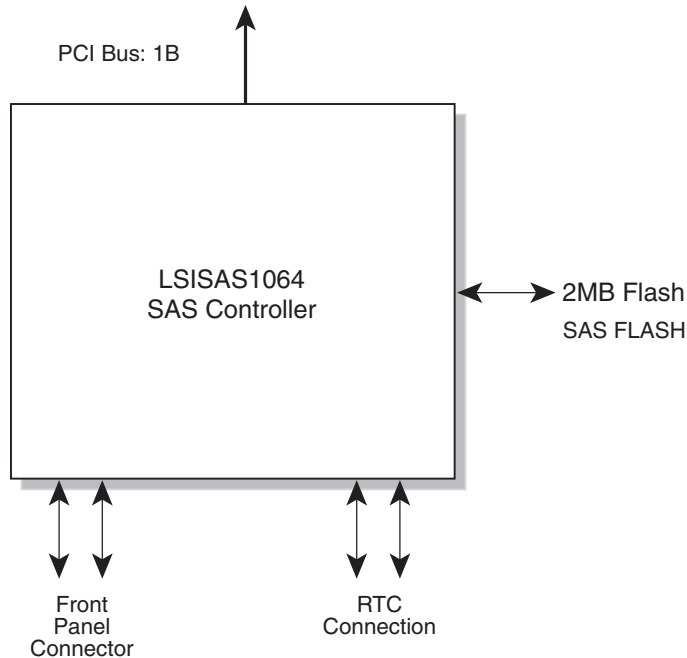 PCI Bus: 1B
LSISAS1064
SAS Controller
2MB Flash
SAS FLASH
Front
Panel
Connector
RTC
Connection